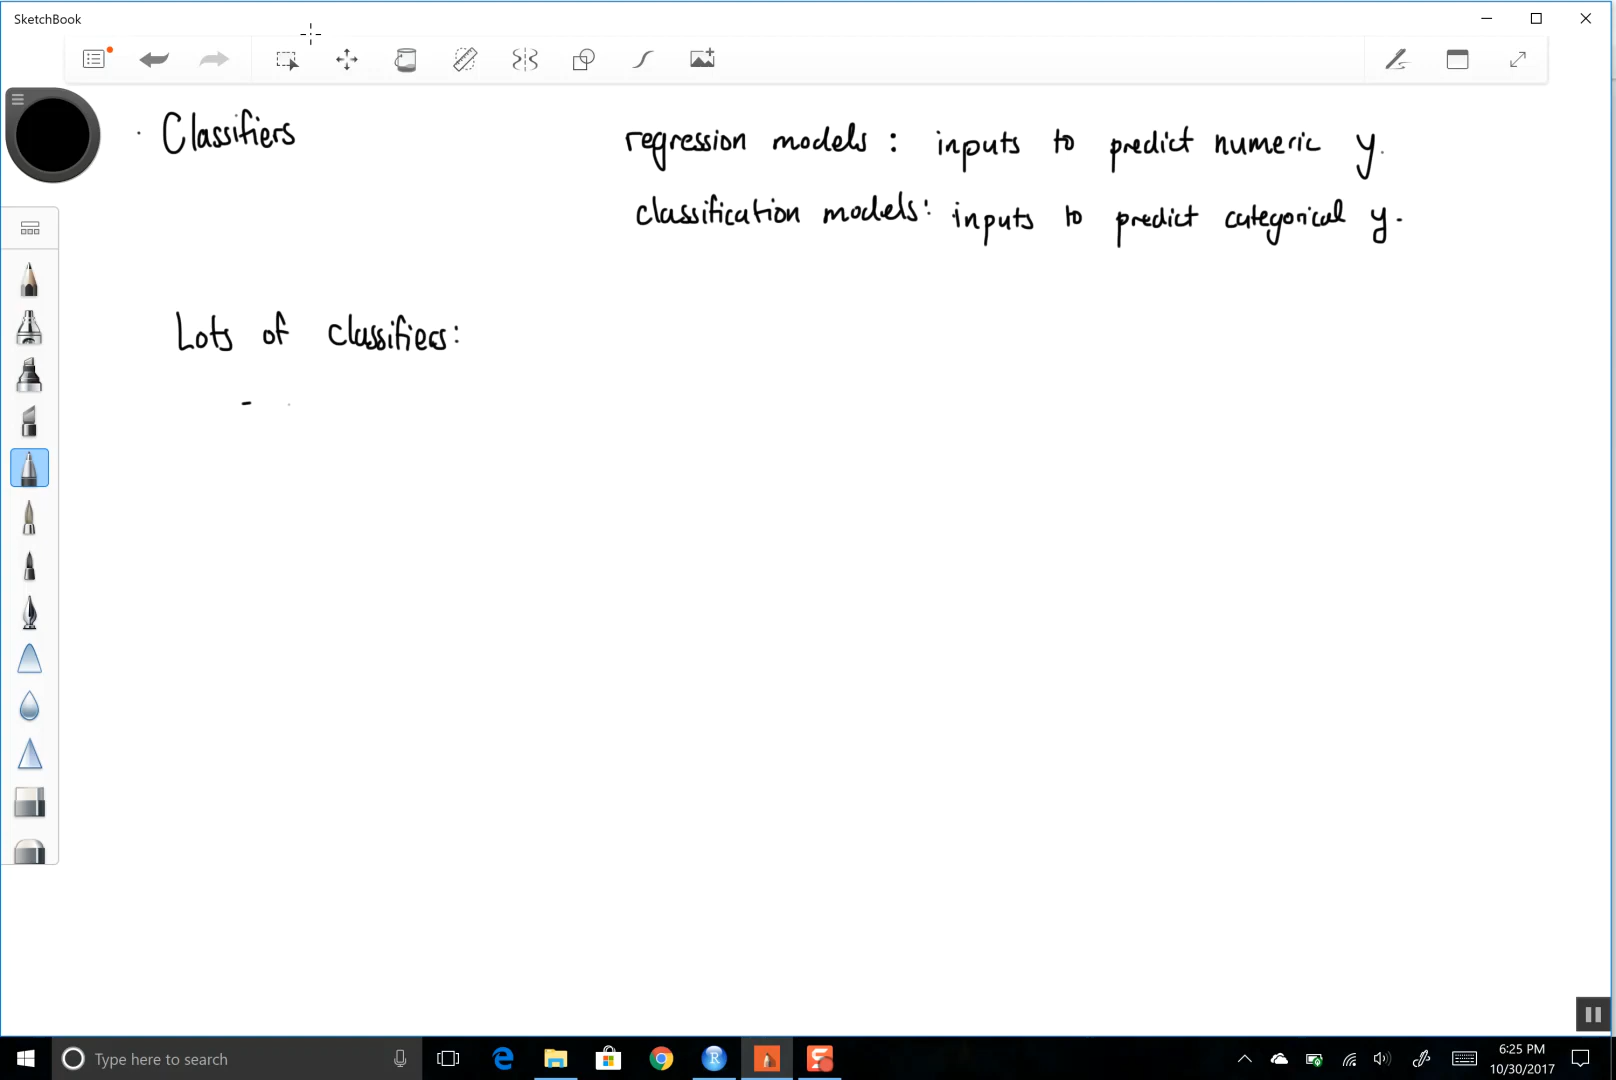 SketchBook
· Classifiers
regression models : inputs to predict numeric y.
classification models: inputs to predict categorical y.
Lots of classifiers:
-
Type here to search
6:25 PM
10/30/2017